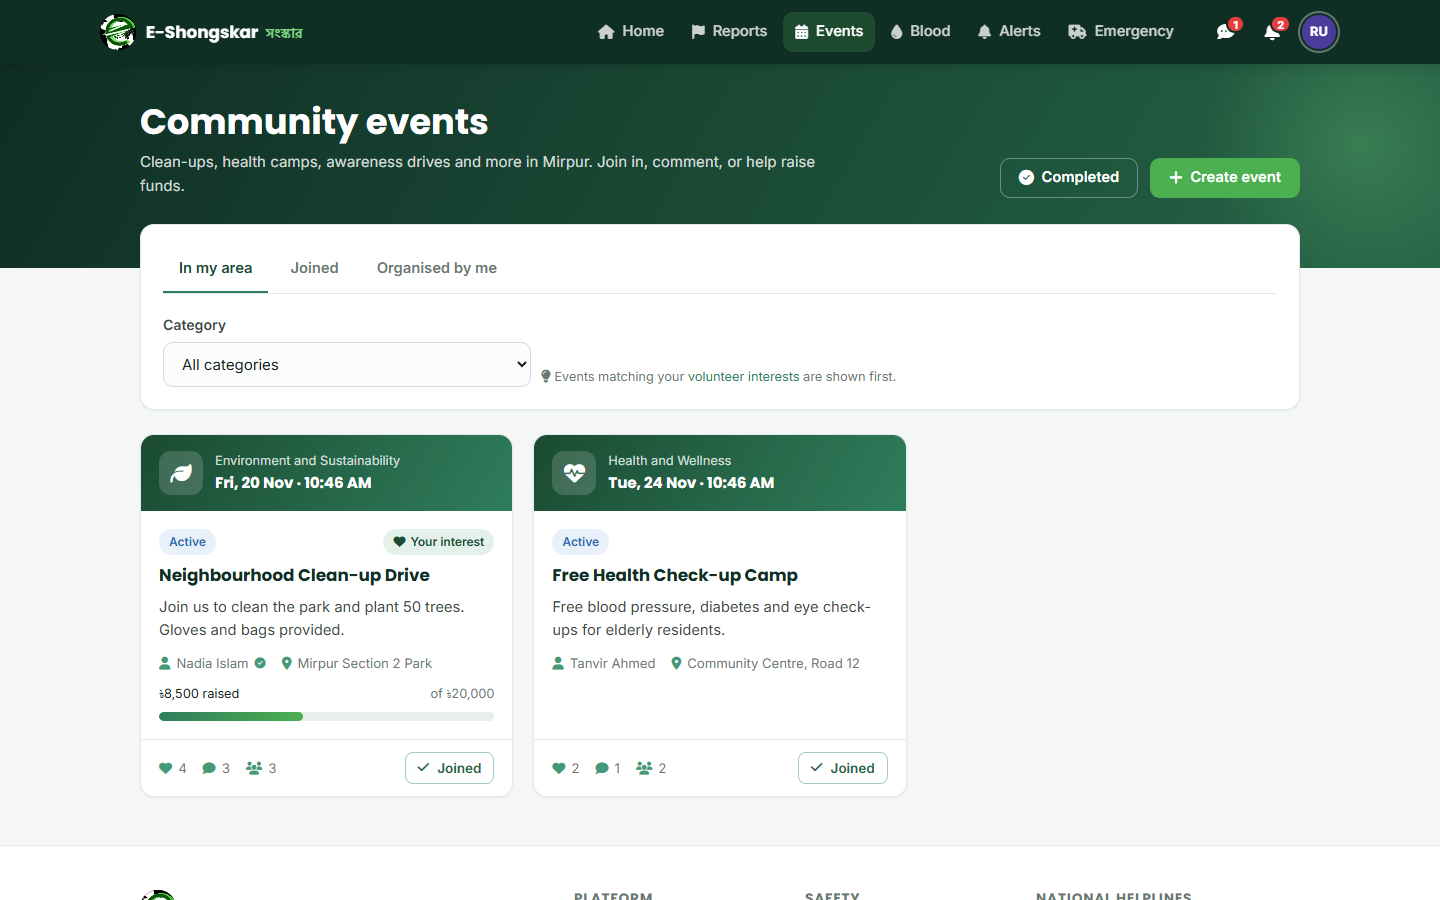 E-Shongskar সংস্কার
Home Reports Events Blood Alerts Emergency 1 2 RU
Community events
Clean-ups, health camps, awareness drives and more in Mirpur. Join in, comment, or help raise
funds.
Completed
Create event
In my area Joined Organised by me
Category
All categories
Events matching your volunteer interests are shown first.
Environment and Sustainability
Fri, 20 Nov · 10:46 AM
Active Your interest
Neighbourhood Clean-up Drive
Join us to clean the park and plant 50 trees.
Gloves and bags provided.
Nadia Islam Mirpur Section 2 Park
৳8,500 raised of ৳20,000
4 3 3 Joined
Health and Wellness
Tue, 24 Nov · 10:46 AM
Active
Free Health Check-up Camp
Free blood pressure, diabetes and eye check-
ups for elderly residents.
Tanvir Ahmed Community Centre, Road 12
2 1 2 Joined
PLATFORM SAFETY NATIONAL HELPLINES